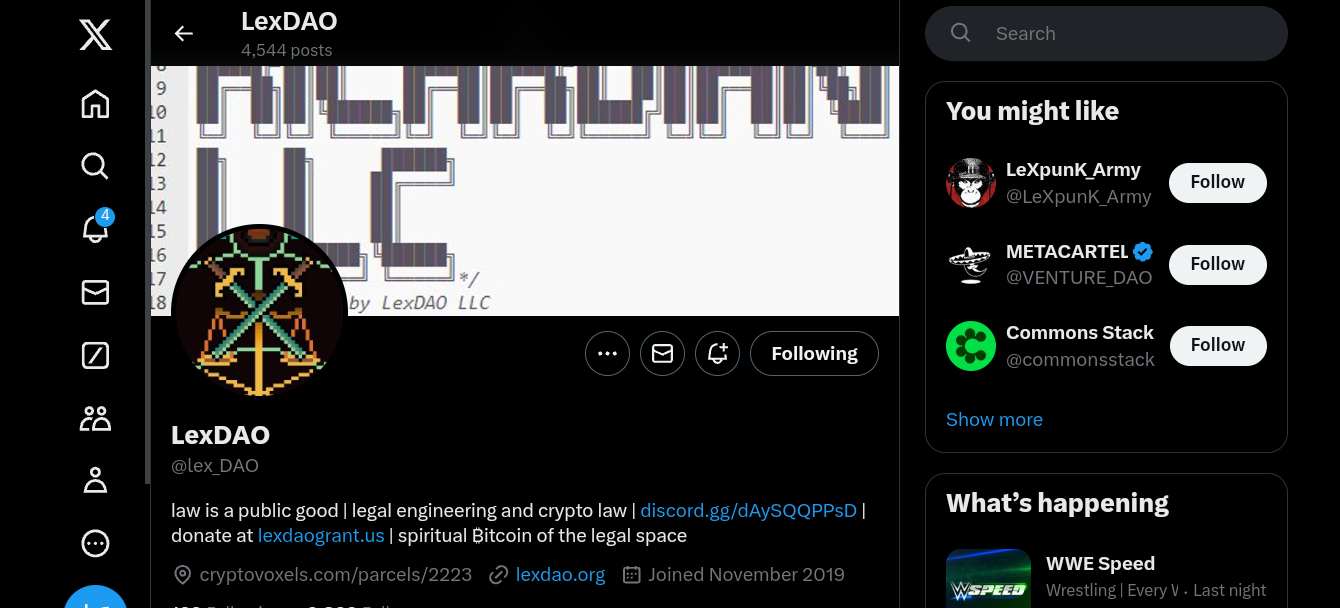 LexDAO
4,544 posts
9
10
11
12
13
14
15
16
17
*/
18
by LexDAO LLC
4
Following
LexDAO
@lex_DAO
law is a public good | legal engineering and crypto law | discord.gg/dAySQQPPsD |
donate at lexdaogrant.us | spiritual ₿itcoin of the legal space
cryptovoxels.com/parcels/2223 lexdao.org Joined November 2019
Search
You might like
LeXpunK_Army
@LeXpunK_Army
Follow
METACARTEL
@VENTURE_DAO
Follow
Commons Stack
@commonsstack
Follow
Show more
What's happening
WWE Speed
Wrestling | Every W · Last night
SPEED